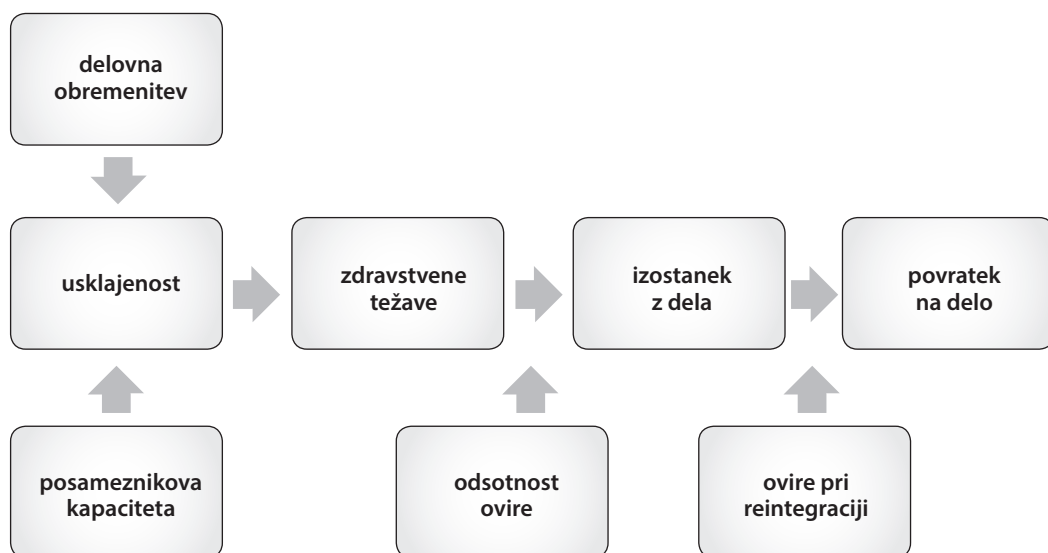 delovna
obremenitev
usklajenost
zdravstvene
težave
izostanek
z dela
povratek
na delo
posameznikova
kapaciteta
odsotnost
ovire
ovire pri
reintegraciji